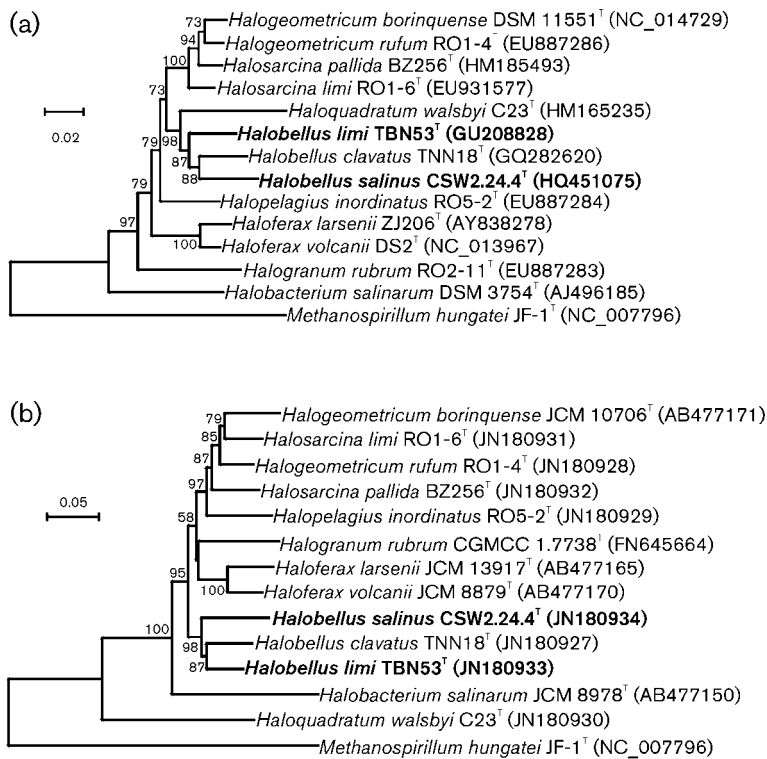 (a)
73
Halogeometricum borinquense DSM 11551ᵀ (NC_014729)
94
Halogeometricum rufum RO1-4ᵀ (EU887286)
100
Halosarcina pallida BZ256ᵀ (HM185493)
73
Halosarcina limi RO1-6ᵀ (EU931577)
0.02
Haloquadratum walsbyi C23ᵀ (HM165235)
79
98
Halobellus limi TBN53ᵀ (GU208828)
87
Halobellus clavatus TNN18ᵀ (GQ282620)
79
88
Halobellus salinus CSW2.24.4ᵀ (HQ451075)
Halopelagius inordinatus RO5-2ᵀ (EU887284)
97
Haloferax larsenii ZJ206ᵀ (AY838278)
100
Haloferax volcanii DS2ᵀ (NC_013967)
Halogranum rubrum RO2-11ᵀ (EU887283)
Halobacterium salinarum DSM 3754ᵀ (AJ496185)
Methanospirillum hungatei JF-1ᵀ (NC_007796)
(b)
79
Halogeometricum borinquense JCM 10706ᵀ (AB477171)
85
Halosarcina limi RO1-6ᵀ (JN180931)
87
Halogeometricum rufum RO1-4ᵀ (JN180928)
97
Halosarcina pallida BZ256ᵀ (JN180932)
0.05
58
Halopelagius inordinatus RO5-2ᵀ (JN180929)
Halogranum rubrum CGMCC 1.7738ᵀ (FN645664)
95
Haloferax larsenii JCM 13917ᵀ (AB477165)
100
Haloferax volcanii JCM 8879ᵀ (AB477170)
100
Halobellus salinus CSW2.24.4ᵀ (JN180934)
98
Halobellus clavatus TNN18ᵀ (JN180927)
87
Halobellus limi TBN53ᵀ (JN180933)
Halobacterium salinarum JCM 8978ᵀ (AB477150)
Haloquadratum walsbyi C23ᵀ (JN180930)
Methanospirillum hungatei JF-1ᵀ (NC_007796)